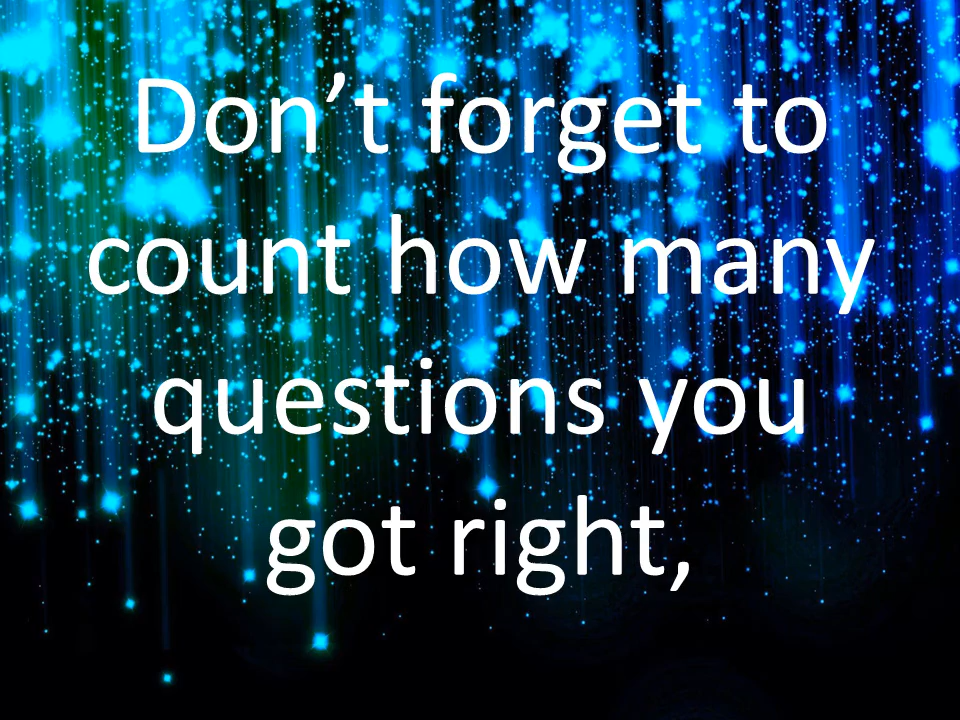 Don’t forget to
count how many
questions you
got right,